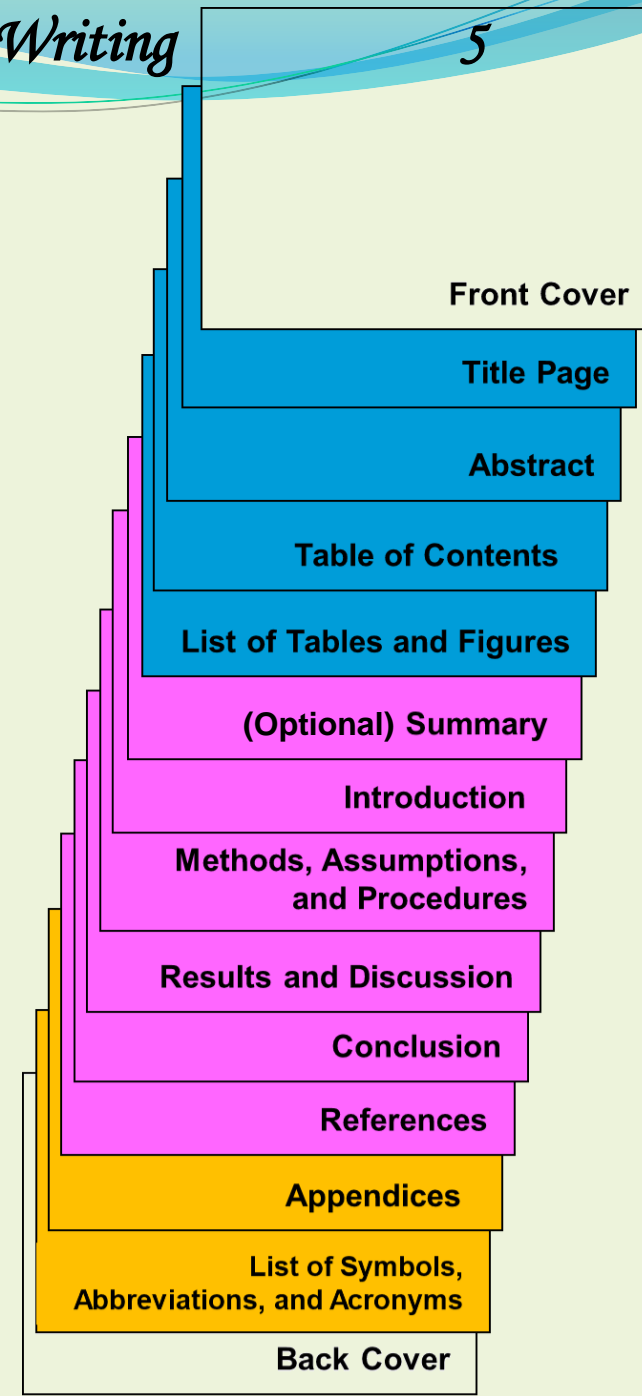 Writing
5
Front Cover
Title Page
Abstract
Table of Contents
List of Tables and Figures
(Optional) Summary
Introduction
Methods, Assumptions,
and Procedures
Results and Discussion
Conclusion
References
Appendices
List of Symbols,
Abbreviations, and Acronyms
Back Cover